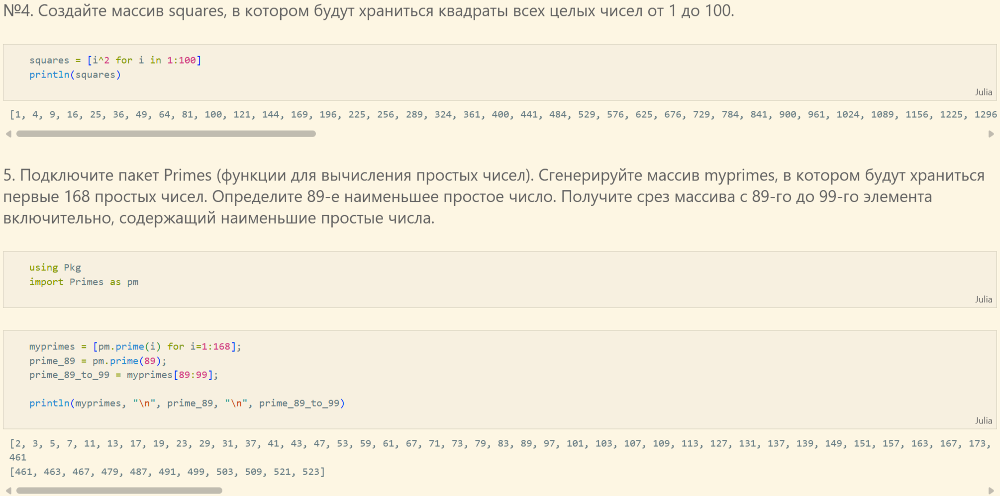 №4. Создайте массив squares, в котором будут храниться квадраты всех целых чисел от 1 до 100.
squares = [i^2 for i in 1:100]
println(squares)
Julia
[1, 4, 9, 16, 25, 36, 49, 64, 81, 100, 121, 144, 169, 196, 225, 256, 289, 324, 361, 400, 441, 484, 529, 576, 625, 676, 729, 784, 841, 900, 961, 1024, 1089, 1156, 1225, 1296
5. Подключите пакет Primes (функции для вычисления простых чисел). Сгенерируйте массив myprimes, в котором будут храниться
первые 168 простых чисел. Определите 89-е наименьшее простое число. Получите срез массива с 89-го до 99-го элемента
включительно, содержащий наименьшие простые числа.
using Pkg
import Primes as pm
Julia
myprimes = [pm.prime(i) for i=1:168];
prime_89 = pm.prime(89);
prime_89_to_99 = myprimes[89:99];
println(myprimes, "\n", prime_89, "\n", prime_89_to_99)
Julia
[2, 3, 5, 7, 11, 13, 17, 19, 23, 29, 31, 37, 41, 43, 47, 53, 59, 61, 67, 71, 73, 79, 83, 89, 97, 101, 103, 107, 109, 113, 127, 131, 137, 139, 149, 151, 157, 163, 167, 173,
461
[461, 463, 467, 479, 487, 491, 499, 503, 509, 521, 523]